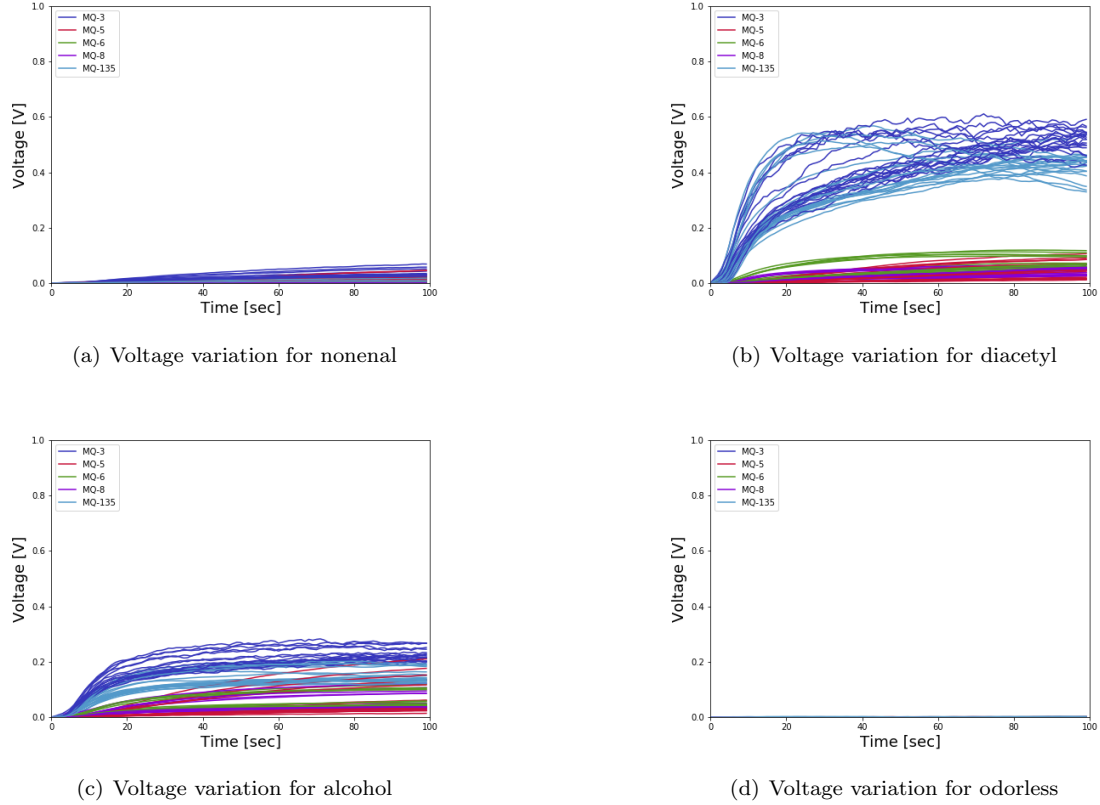 MQ-3
MQ-5
MQ-6
MQ-8
MQ-135
Voltage [V]
1.0
0.8
0.6
0.4
0.2
0.0
0 20 40 60 80 100
Time [sec]
(a) Voltage variation for nonenal
MQ-3
MQ-5
MQ-6
MQ-8
MQ-135
Voltage [V]
1.0
0.8
0.6
0.4
0.2
0.0
0 20 40 60 80 100
Time [sec]
(b) Voltage variation for diacetyl
MQ-3
MQ-5
MQ-6
MQ-8
MQ-135
Voltage [V]
1.0
0.8
0.6
0.4
0.2
0.0
0 20 40 60 80 100
Time [sec]
(c) Voltage variation for alcohol
MQ-3
MQ-5
MQ-6
MQ-8
MQ-135
Voltage [V]
1.0
0.8
0.6
0.4
0.2
0.0
0 20 40 60 80 100
Time [sec]
(d) Voltage variation for odorless